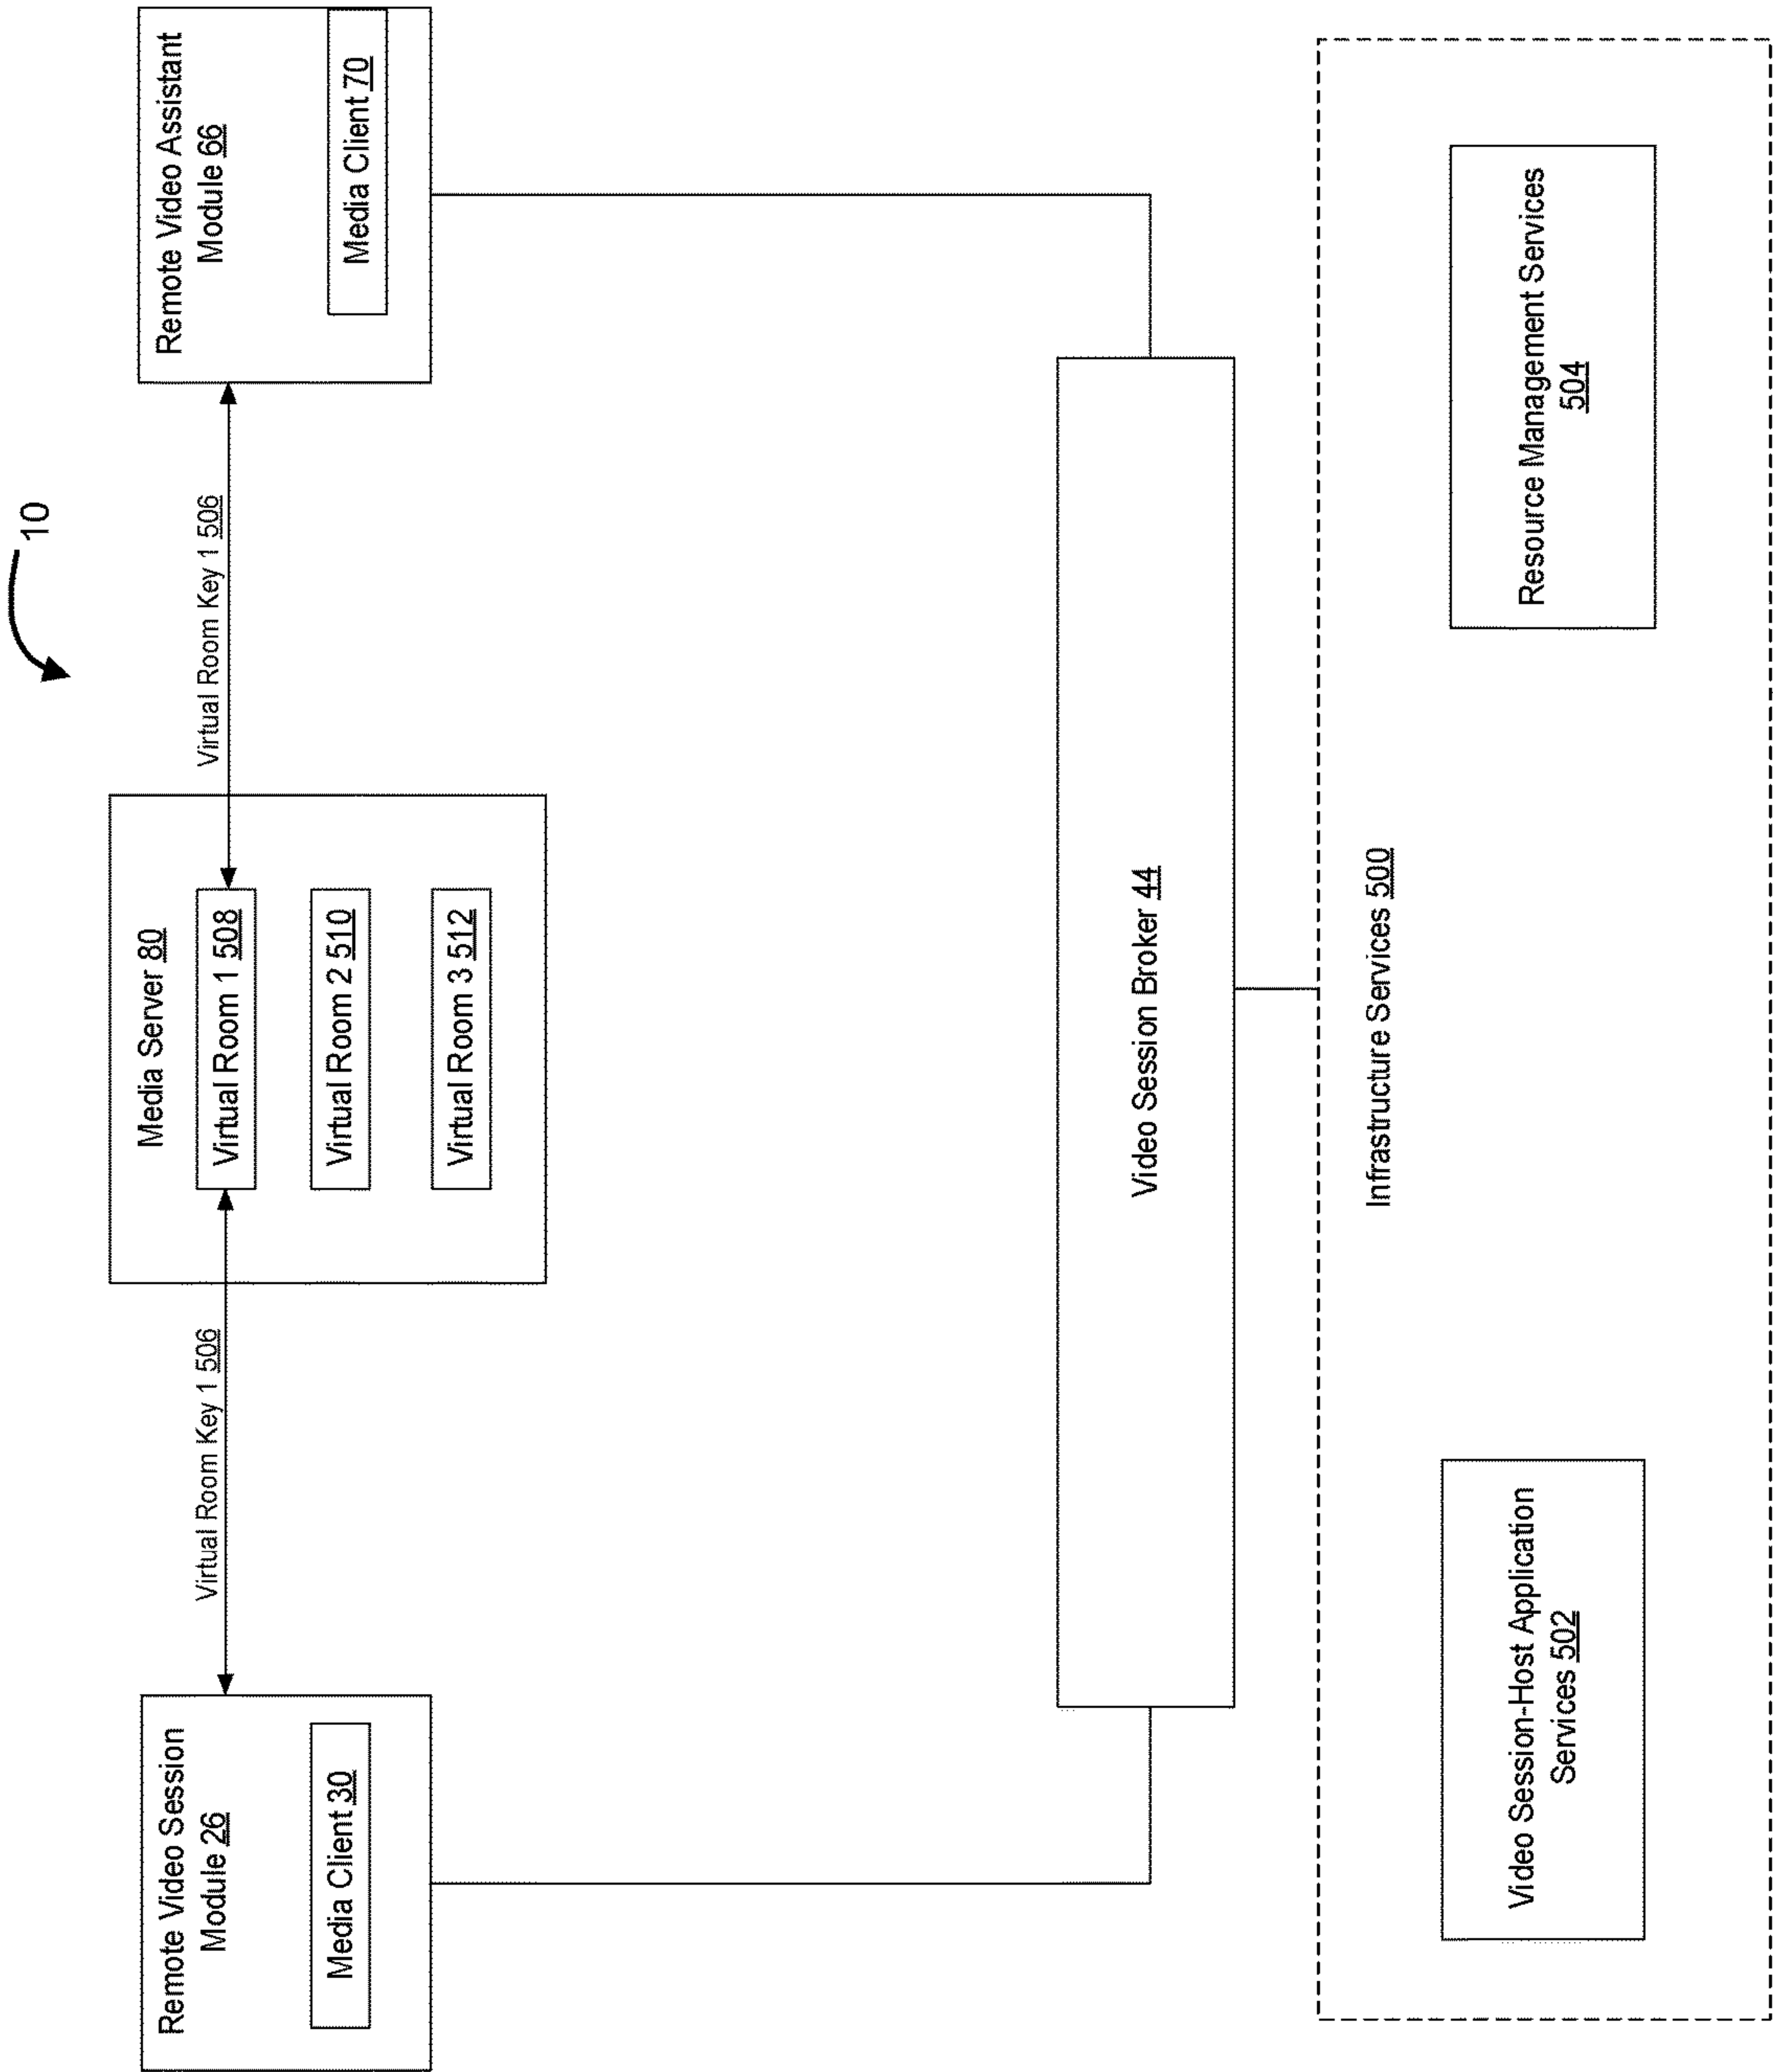 10
Remote Video Session
Module 26
Media Client 30
Virtual Room Key 1 506
Media Server 80
Virtual Room 1 508
Virtual Room 2 510
Virtual Room 3 512
Virtual Room Key 1 506
Remote Video Assistant
Module 66
Media Client 70
Video Session Broker 44
Infrastructure Services 500
Video Session-Host Application
Services 502
Resource Management Services
504